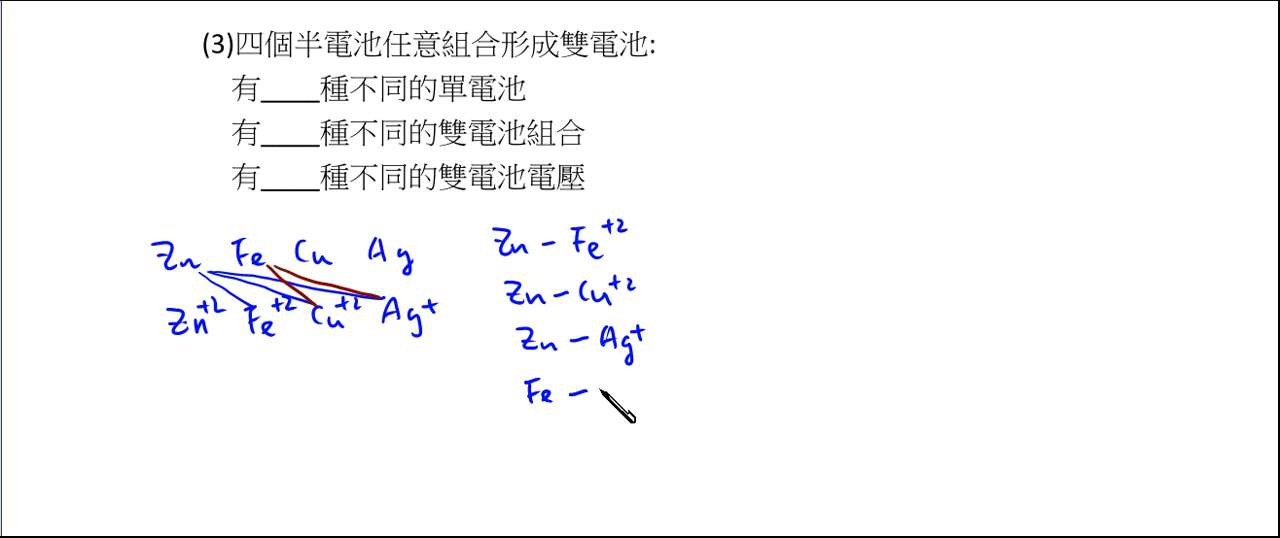 (3)四個半電池任意組合形成雙電池:
有____種不同的單電池
有____種不同的雙電池組合
有____種不同的雙電池電壓
Zn Fe Cu Ag
Zn+2 Fe+2 Cu+2 Ag+
Zn - Fe+2
Zn - Cu+2
Zn - Ag+
Fe -